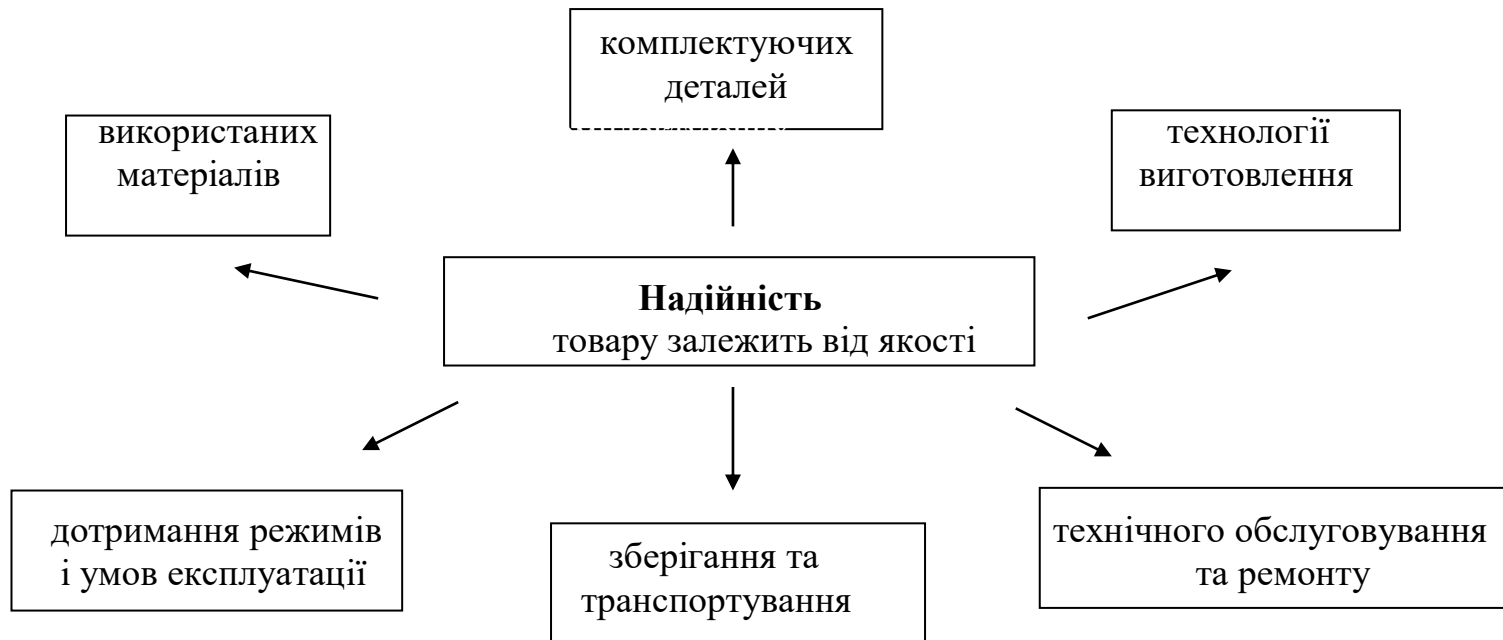 комплектуючих
деталей
використаних
матеріалів
технології
виготовлення
Надійність
товару залежить від якості
дотримання режимів
і умов експлуатації
зберігання та
транспортування
технічного обслуговування
та ремонту